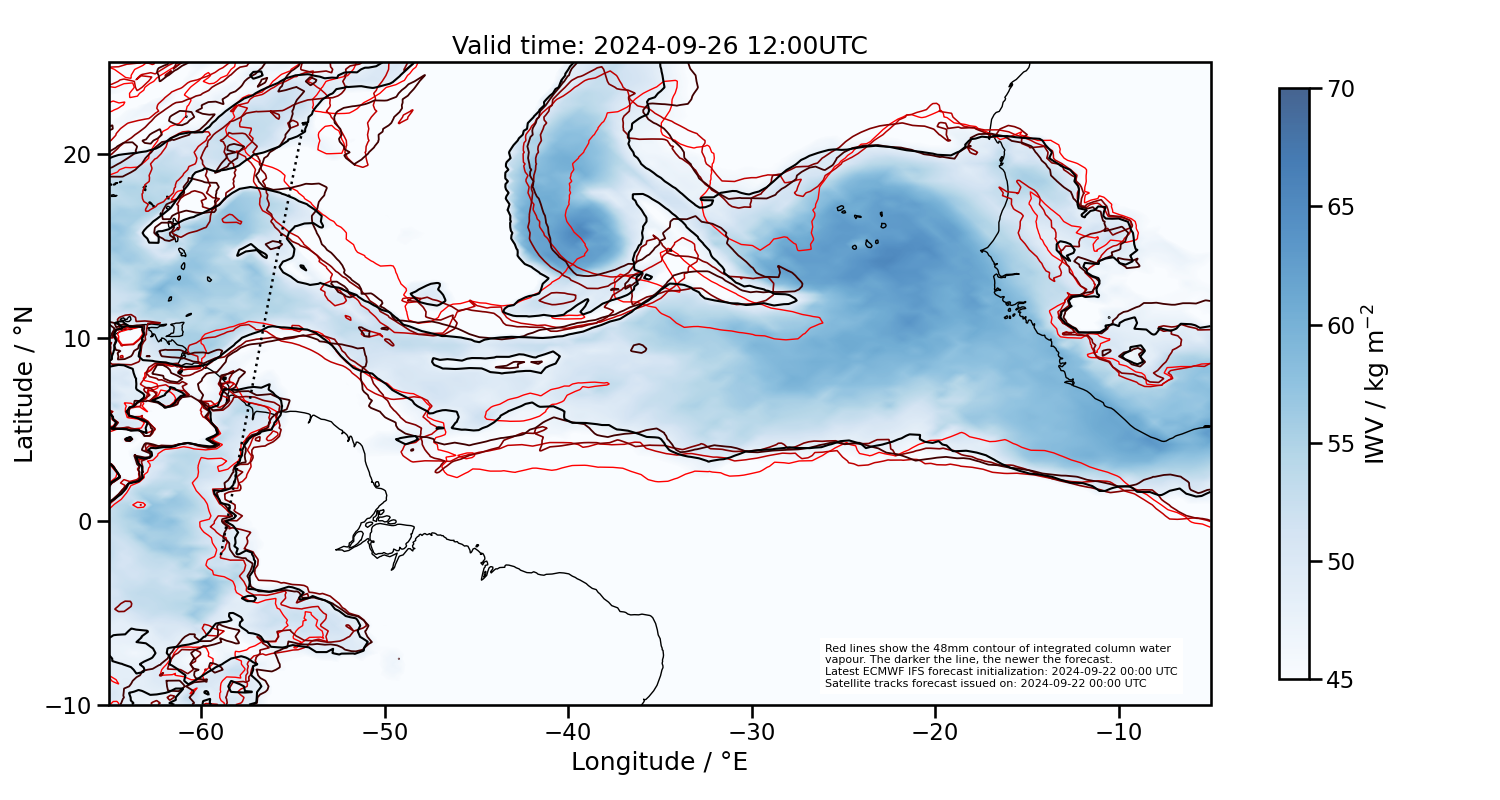 Valid time: 2024-09-26 12:00UTC
20
10
0
−10
Latitude / °N
−60
−50
−40
−30
−20
−10
Longitude / °E
Red lines show the 48mm contour of integrated column water
vapour. The darker the line, the newer the forecast.
Latest ECMWF IFS forecast initialization: 2024-09-22 00:00 UTC
Satellite tracks forecast issued on: 2024-09-22 00:00 UTC
70
65
60
55
50
45
IWV / kg m⁻²